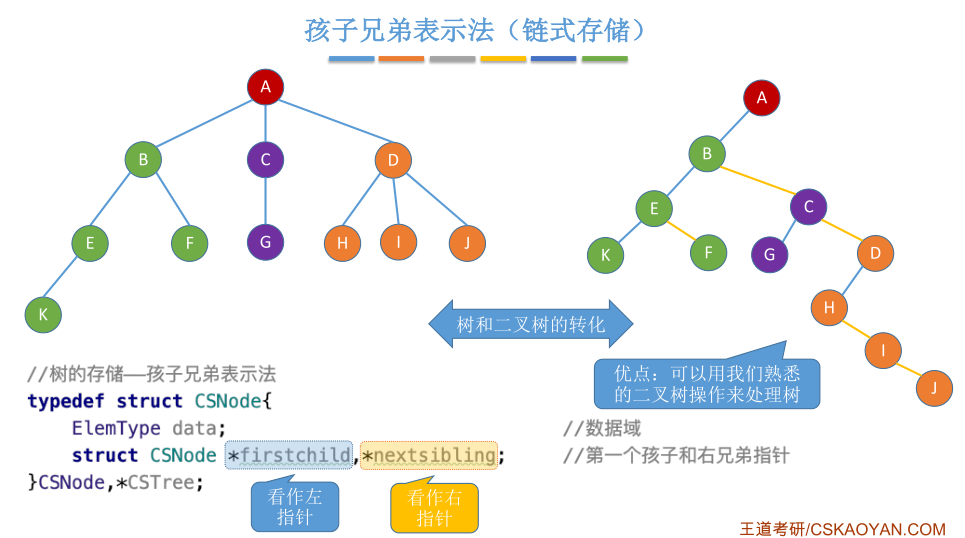 孩子兄弟表示法（链式存储）
A
B
C
D
E
F
G
H
I
J
K
A
B
E
C
K
F
G
D
H
I
J
树和二叉树的转化
优点：可以用我们熟悉
的二叉树操作来处理树
//树的存储——孩子兄弟表示法
typedef struct CSNode{
ElemType data; //数据域
struct CSNode *firstchild,*nextsibling; //第一个孩子和右兄弟指针
}CSNode,*CSTree;
看作左
指针
看作右
指针
王道考研/CSKAOYAN.COM